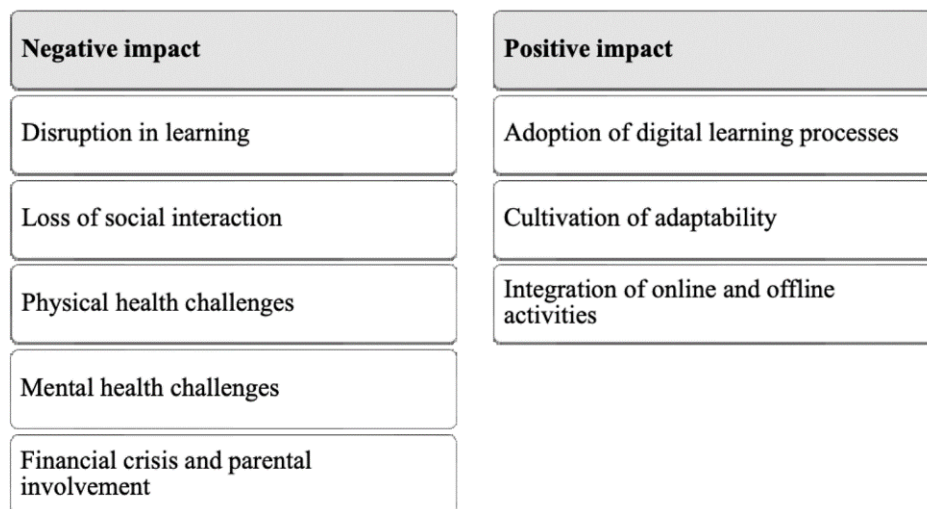 Negative impact
Disruption in learning
Loss of social interaction
Physical health challenges
Mental health challenges
Financial crisis and parental
involvement
Positive impact
Adoption of digital learning processes
Cultivation of adaptability
Integration of online and offline
activities